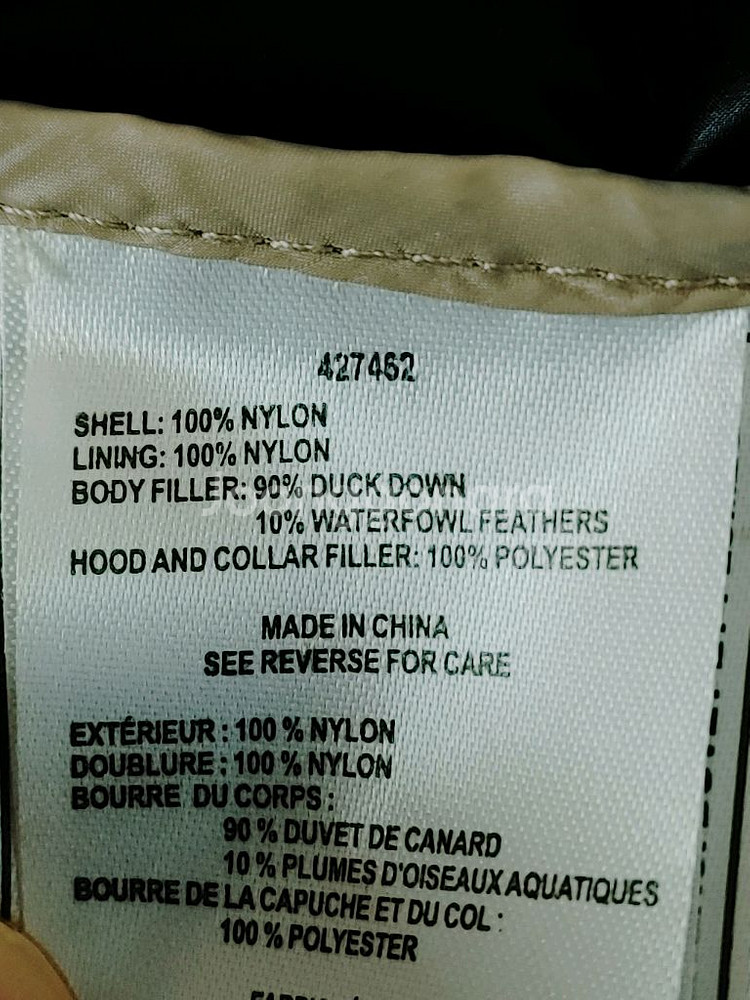 427462
SHELL: 100% NYLON
LINING: 100% NYLON
BODY FILLER: 90% DUCK DOWN
10% WATERFOWL FEATHERS
HOOD AND COLLAR FILLER: 100% POLYESTER
MADE IN CHINA
SEE REVERSE FOR CARE
EXTÉRIEUR : 100 % NYLON
DOUBLURE : 100 % NYLON
BOURRE DU CORPS :
90 % DUVET DE CANARD
10 % PLUMES D'OISEAUX AQUATIQUES
BOURRE DE LA CAPUCHE ET DU COL :
100 % POLYESTER